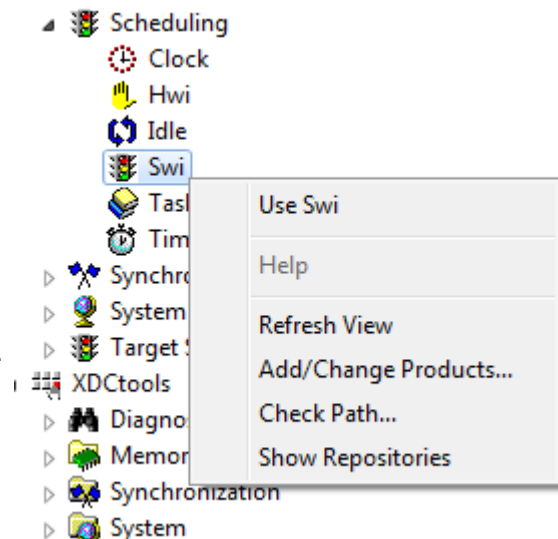 Scheduling
Clock
Hwi
Idle
Swi
Use Swi
Help
Refresh View
Add/Change Products...
Check Path...
Show Repositories
System
XDCtools
Synchronization
System